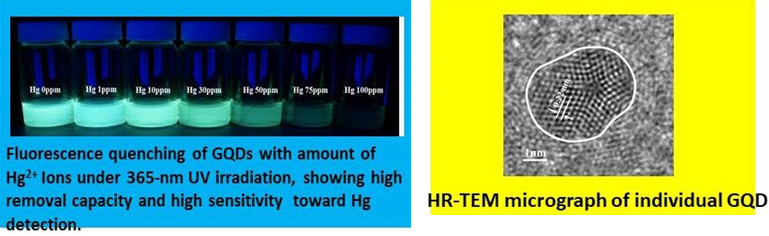 Hg 0ppm Hg 1ppm Hg 10ppm Hg 30ppm Hg 50ppm Hg 75ppm Hg 100ppm
Fluorescence quenching of GQDs with amount of
Hg²⁺ Ions under 365-nm UV irradiation, showing high
removal capacity and high sensitivity toward Hg
detection.
1nm
HR-TEM micrograph of individual GQD